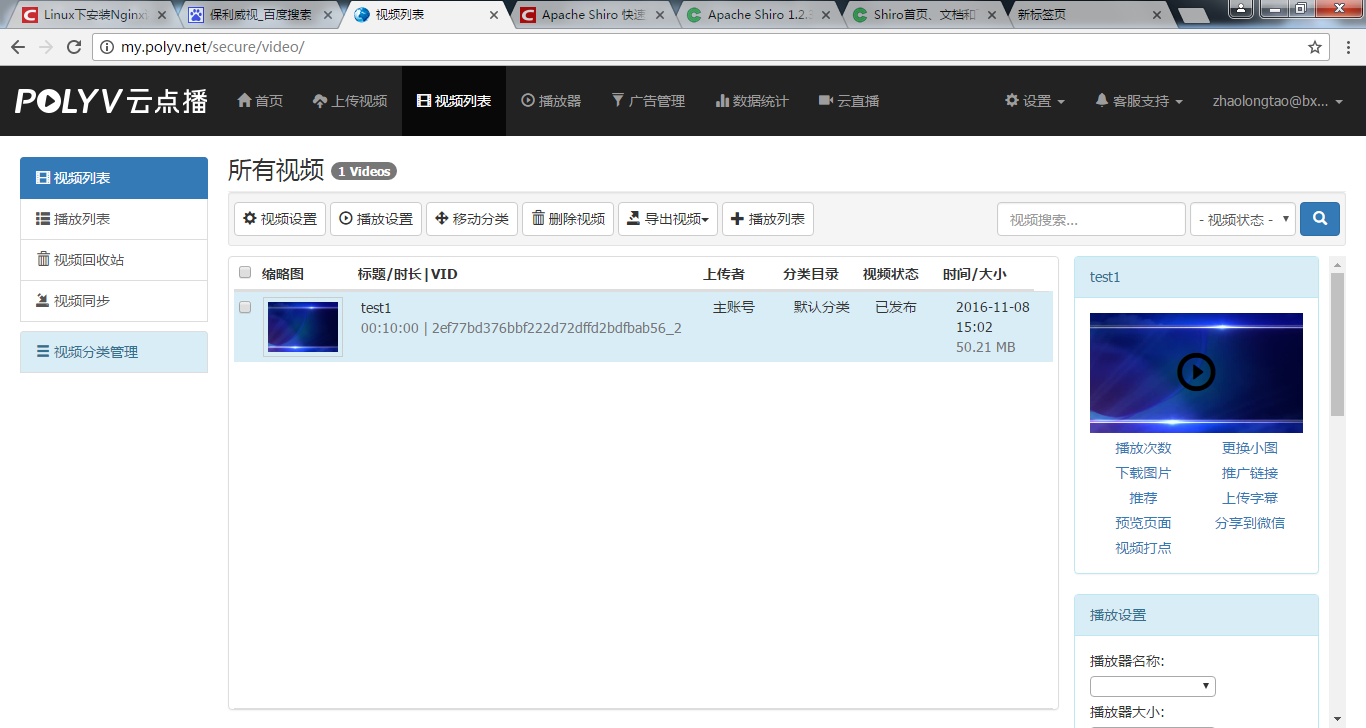 Linux下安装Nginx
保利威视_百度搜索
视频列表
Apache Shiro 快速
Apache Shiro 1.2.3
Shiro首页、文档和
新标签页
my.polyv.net/secure/video/
POLYV云点播 首页 上传视频 视频列表 播放器 广告管理 数据统计 云直播 设置 客服支持 zhaolongtao@bx...
视频列表
播放列表
视频回收站
视频同步
视频分类管理
所有视频 1 Videos
视频设置 播放设置 移动分类 删除视频 导出视频 播放列表 视频搜索... - 视频状态 -
缩略图 标题/时长|VID 上传者 分类目录 视频状态 时间/大小
test1 主账号 默认分类 已发布 2016-11-08
00:10:00 | 2ef77bd376bbf222d72dffd2bdfbab56_2 15:02
50.21 MB
test1
播放次数 更换小图
下载图片 推广链接
推荐 上传字幕
预览页面 分享到微信
视频打点
播放设置
播放器名称:
播放器大小: